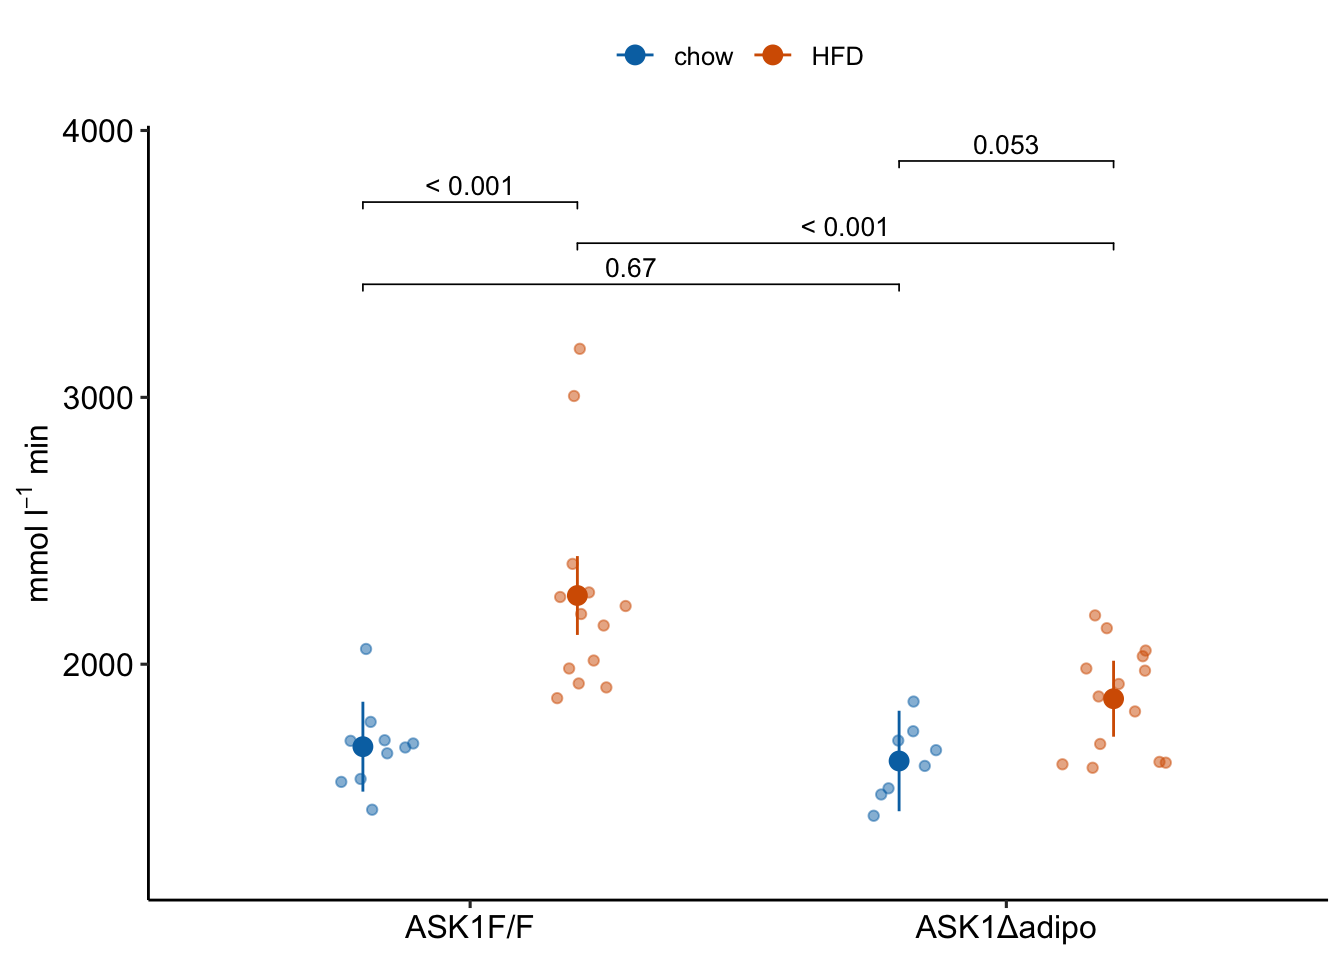 chow HFD
4000
0.053
< 0.001
< 0.001
0.67
3000
mmol l⁻¹ min
2000
ASK1F/F ASK1Δadipo